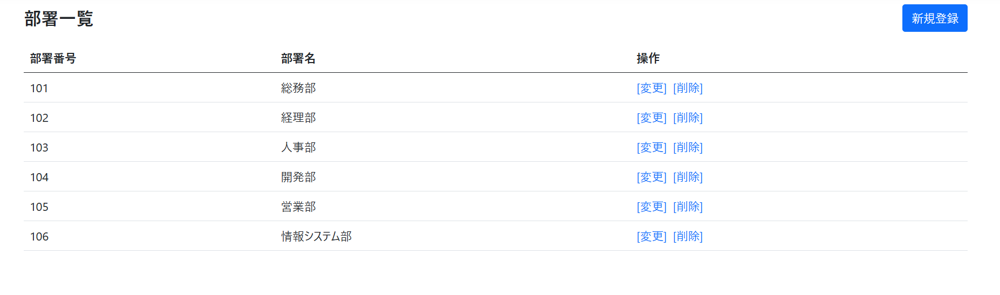 部署一覧 新規登録
部署番号 部署名 操作
101 総務部 [変更] [削除]
102 経理部 [変更] [削除]
103 人事部 [変更] [削除]
104 開発部 [変更] [削除]
105 営業部 [変更] [削除]
106 情報システム部 [変更] [削除]